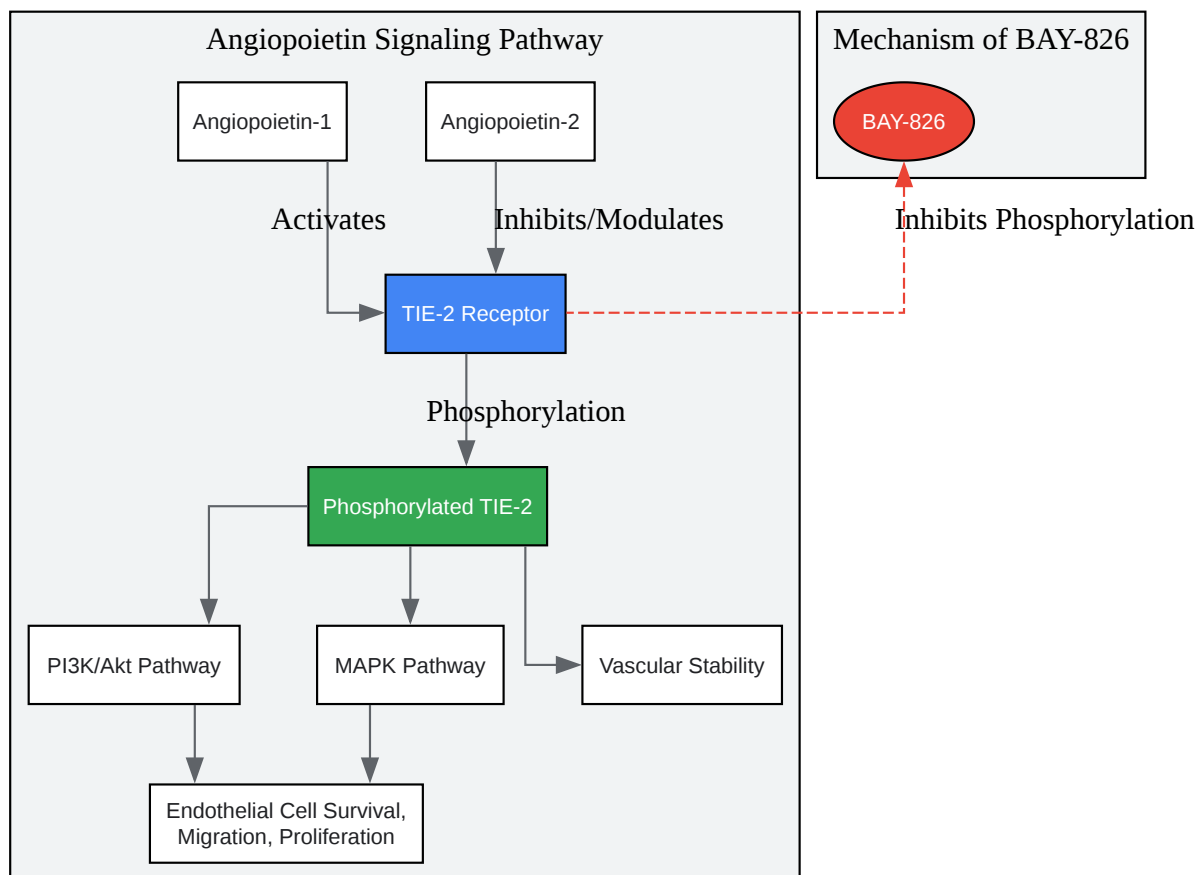 Angiopoietin Signaling Pathway
Mechanism of BAY-826
Angiopoietin-1
Angiopoietin-2
BAY-826
Activates
Inhibits/Modulates
Inhibits Phosphorylation
TIE-2 Receptor
Phosphorylation
Phosphorylated TIE-2
PI3K/Akt Pathway
MAPK Pathway
Vascular Stability
Endothelial Cell Survival,
Migration, Proliferation